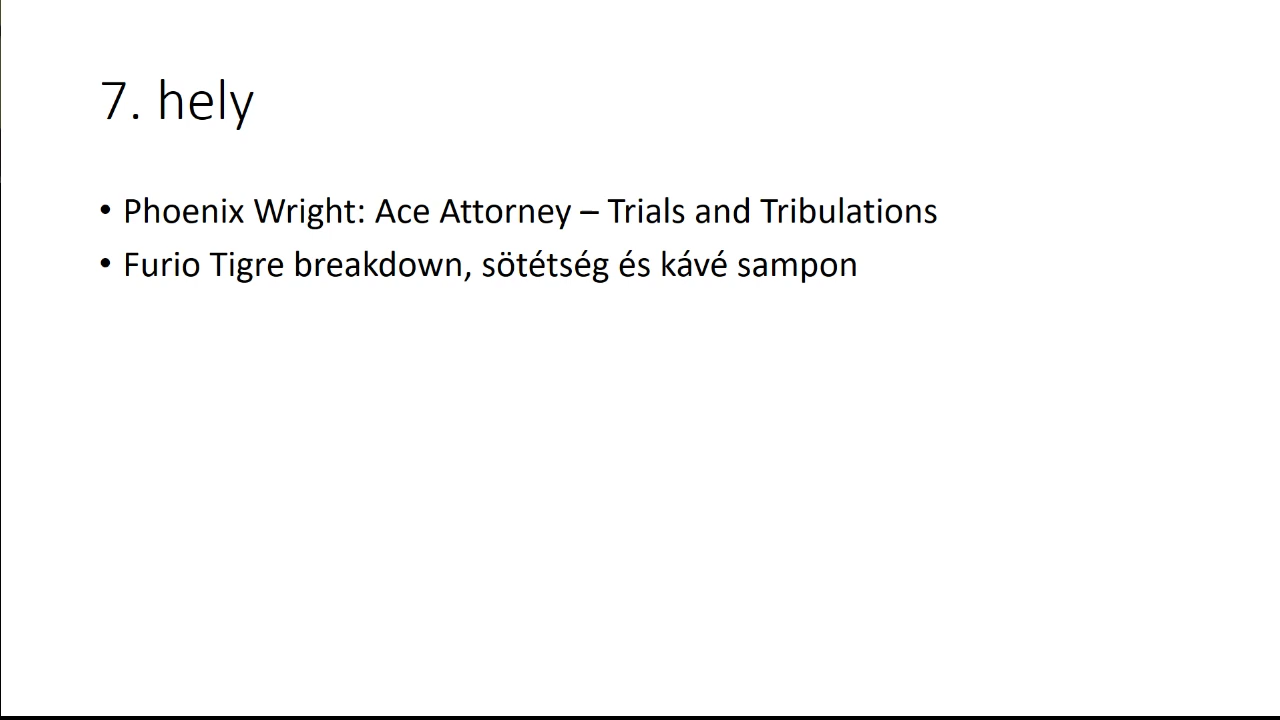 7. hely
• Phoenix Wright: Ace Attorney – Trials and Tribulations
• Furio Tigre breakdown, sötétség és kávé sampon